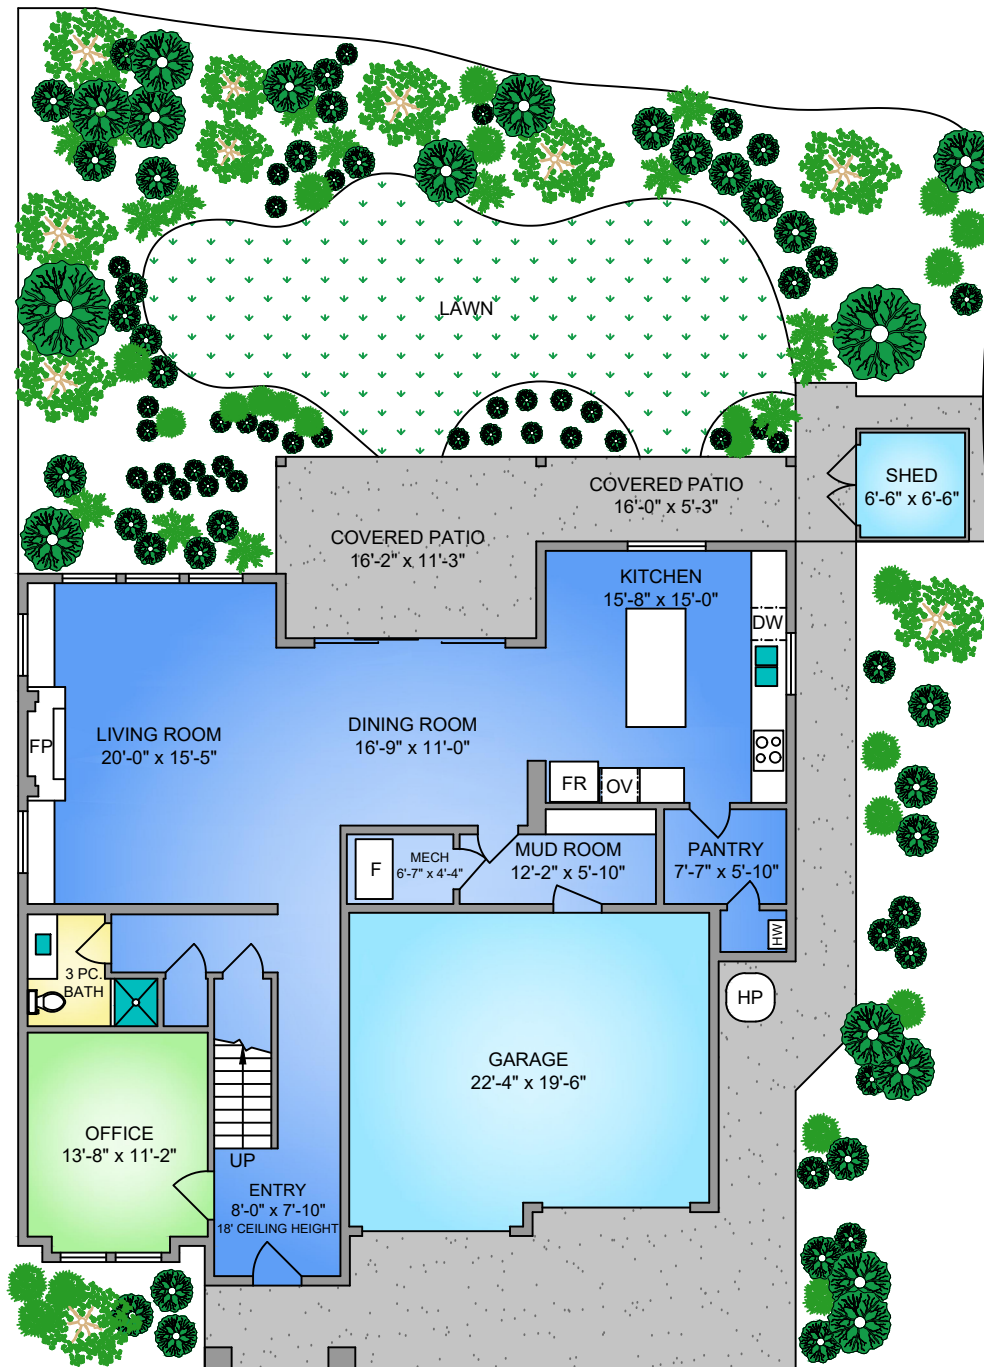 LAWN
SHED
6'-6" x 6'-6"
COVERED PATIO
16'-0" x 5'-3"
COVERED PATIO
16'-2" x 11'-3"
KITCHEN
15'-8" x 15'-0"
DW
LIVING ROOM
20'-0" x 15'-5"
DINING ROOM
16'-9" x 11'-0"
FP
FR
OV
MECH
6'-7" x 4'-4"
F
MUD ROOM
12'-2" x 5'-10"
PANTRY
7'-7" x 5'-10"
HW
3 PC.
BATH
HP
GARAGE
22'-4" x 19'-6"
OFFICE
13'-8" x 11'-2"
UP
ENTRY
8'-0" x 7'-10"
18' CEILING HEIGHT